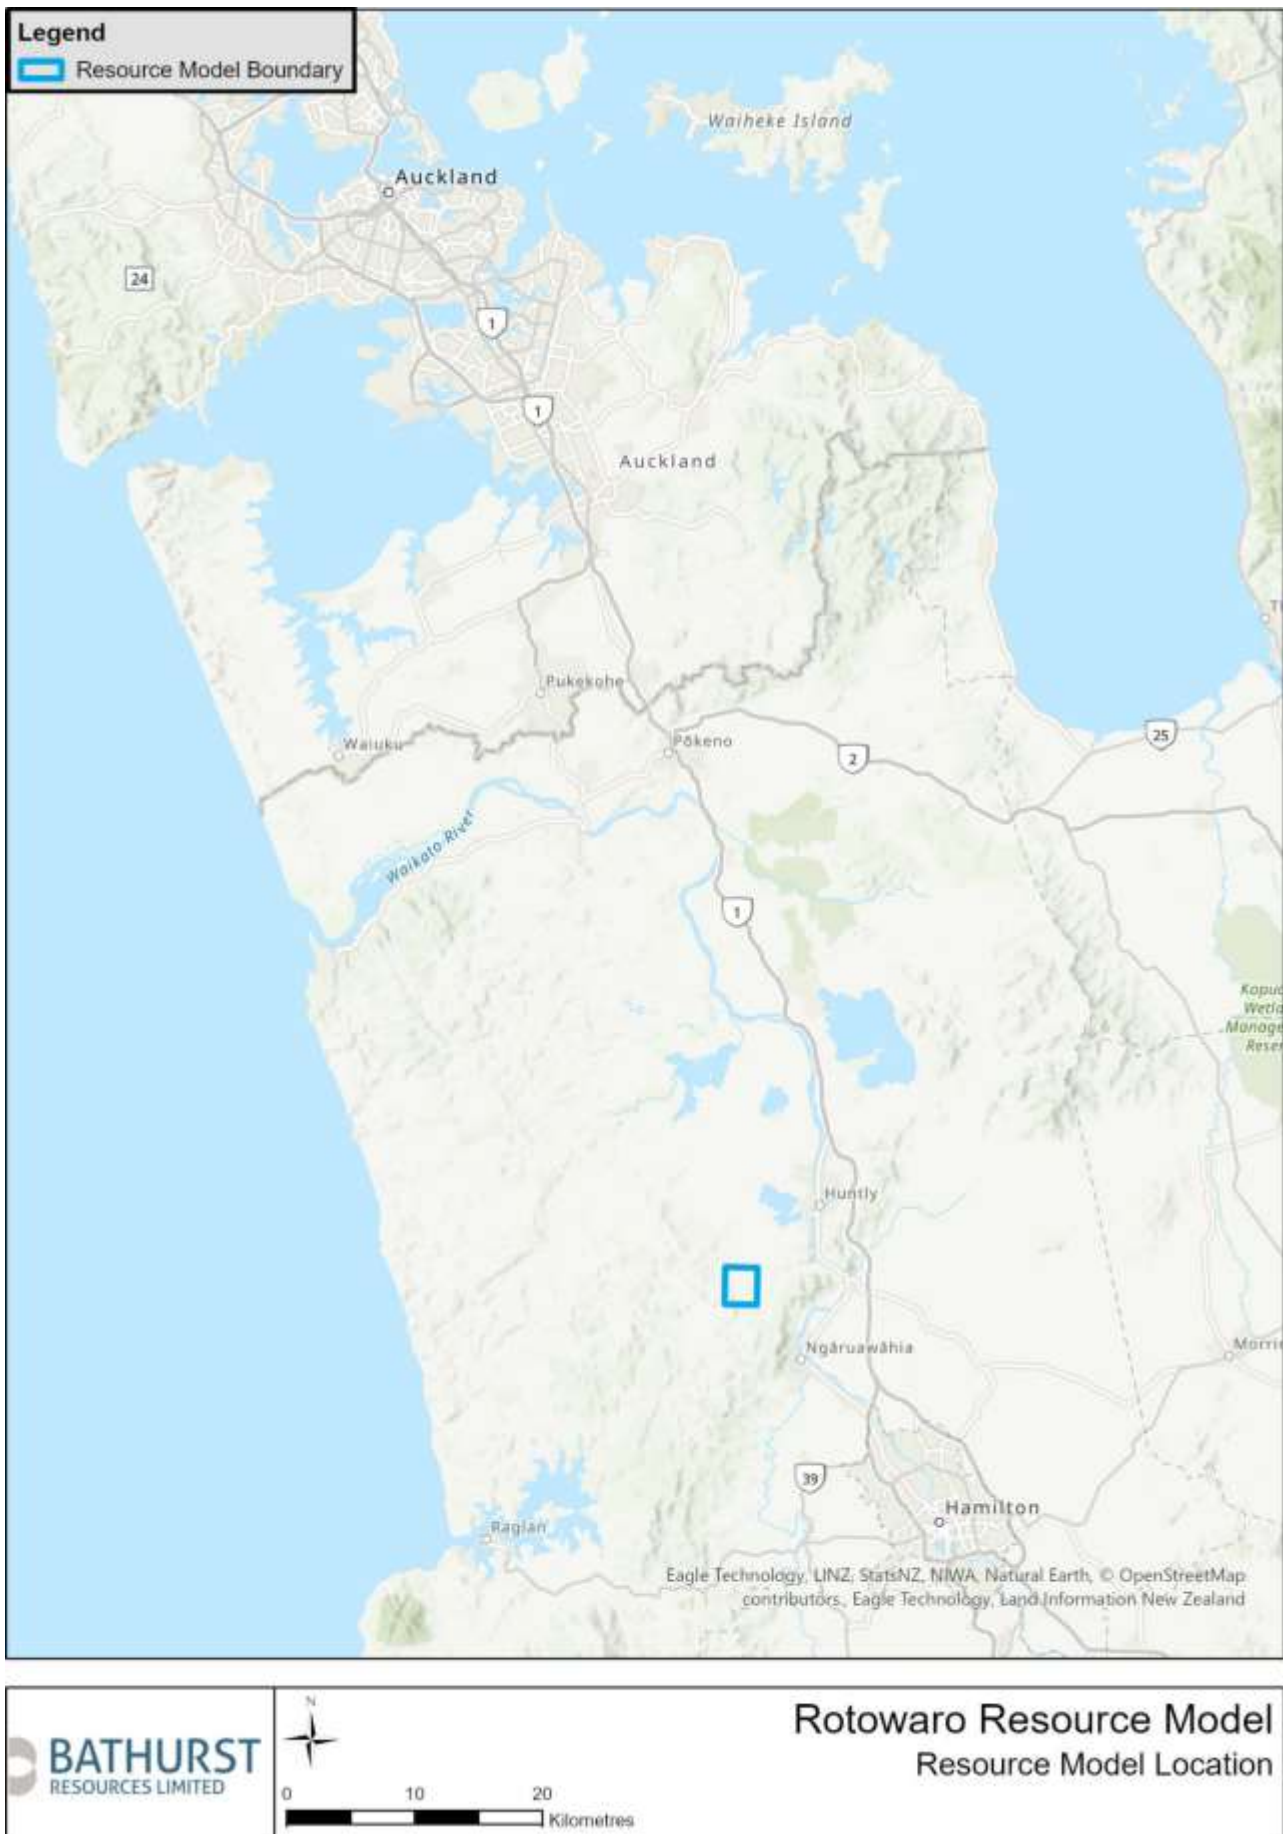 Legend
Resource Model Boundary
Waiheke Island
Auckland
24
1
1
Auckland
Pukekohe
Waiuku
Pōkeno
25
2
Waikato River
1
Management
Huntly
Ngāruawāhia
39
Hamilton
Raglan
Eagle Technology, LINZ, StatsNZ, NIWA, Natural Earth, © OpenStreetMap
contributors., Eagle Technology, Land Information New Zealand
BATHURST
RESOURCES LIMITED
N
0 10 20
Kilometres
Rotowaro Resource Model
Resource Model Location